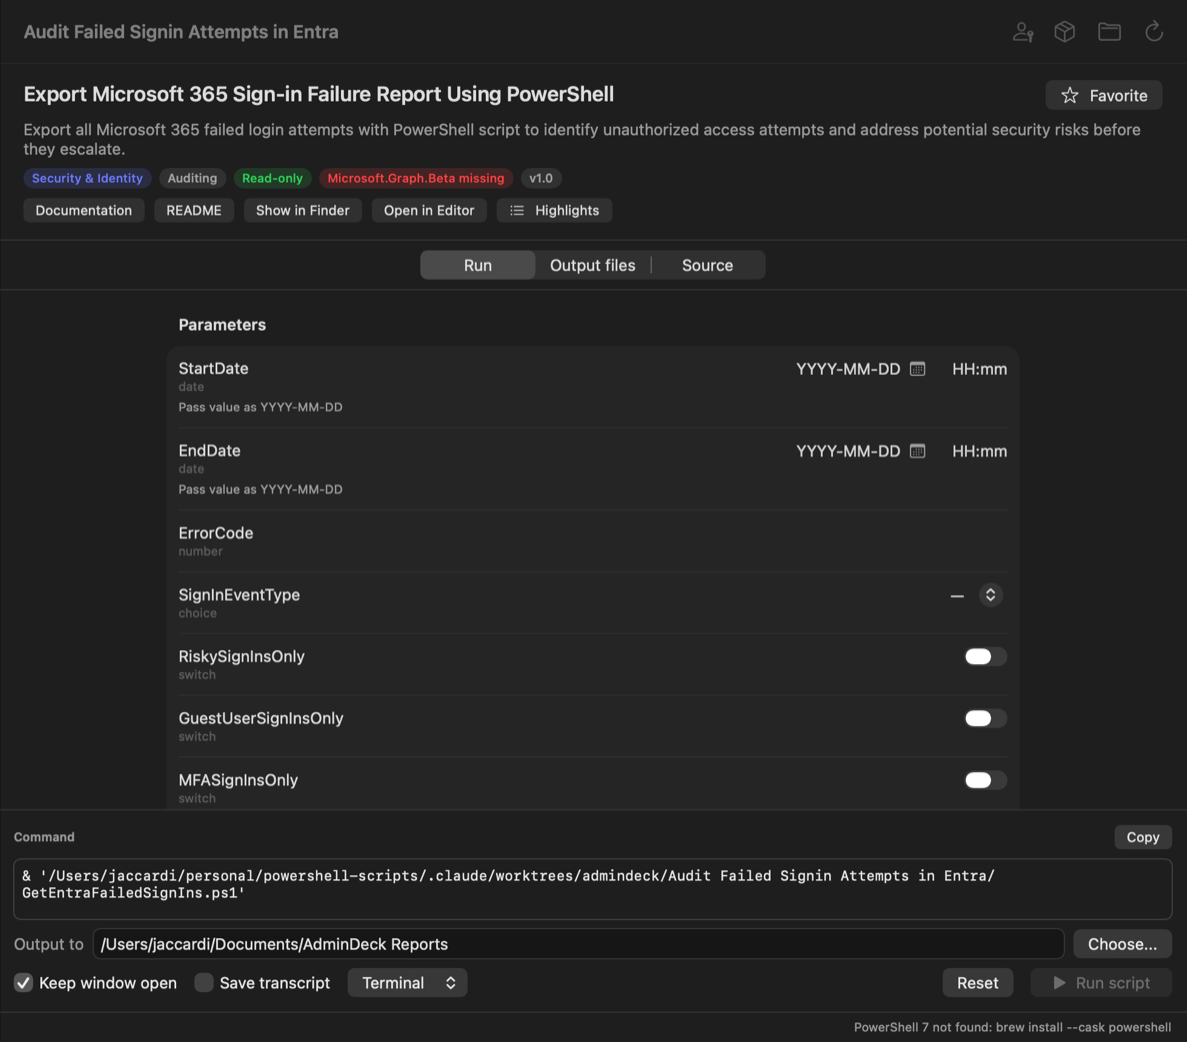 Audit Failed Signin Attempts in Entra
Export Microsoft 365 Sign-in Failure Report Using PowerShell
Favorite
Export all Microsoft 365 failed login attempts with PowerShell script to identify unauthorized access attempts and address potential security risks before
they escalate.
Security & Identity Auditing Read-only Microsoft.Graph.Beta missing v1.0
Documentation README Show in Finder Open in Editor Highlights
Run Output files Source
Parameters
StartDate YYYY-MM-DD HH:mm
date
Pass value as YYYY-MM-DD
EndDate YYYY-MM-DD HH:mm
date
Pass value as YYYY-MM-DD
ErrorCode
number
SignInEventType —
choice
RiskySignInsOnly
switch
GuestUserSignInsOnly
switch
MFASignInsOnly
switch
Command Copy
& '/Users/jaccardi/personal/powershell-scripts/.claude/worktrees/admindeck/Audit Failed Signin Attempts in Entra/
GetEntraFailedSignIns.ps1'
Output to /Users/jaccardi/Documents/AdminDeck Reports Choose...
Keep window open Save transcript Terminal Reset Run script
PowerShell 7 not found: brew install --cask powershell